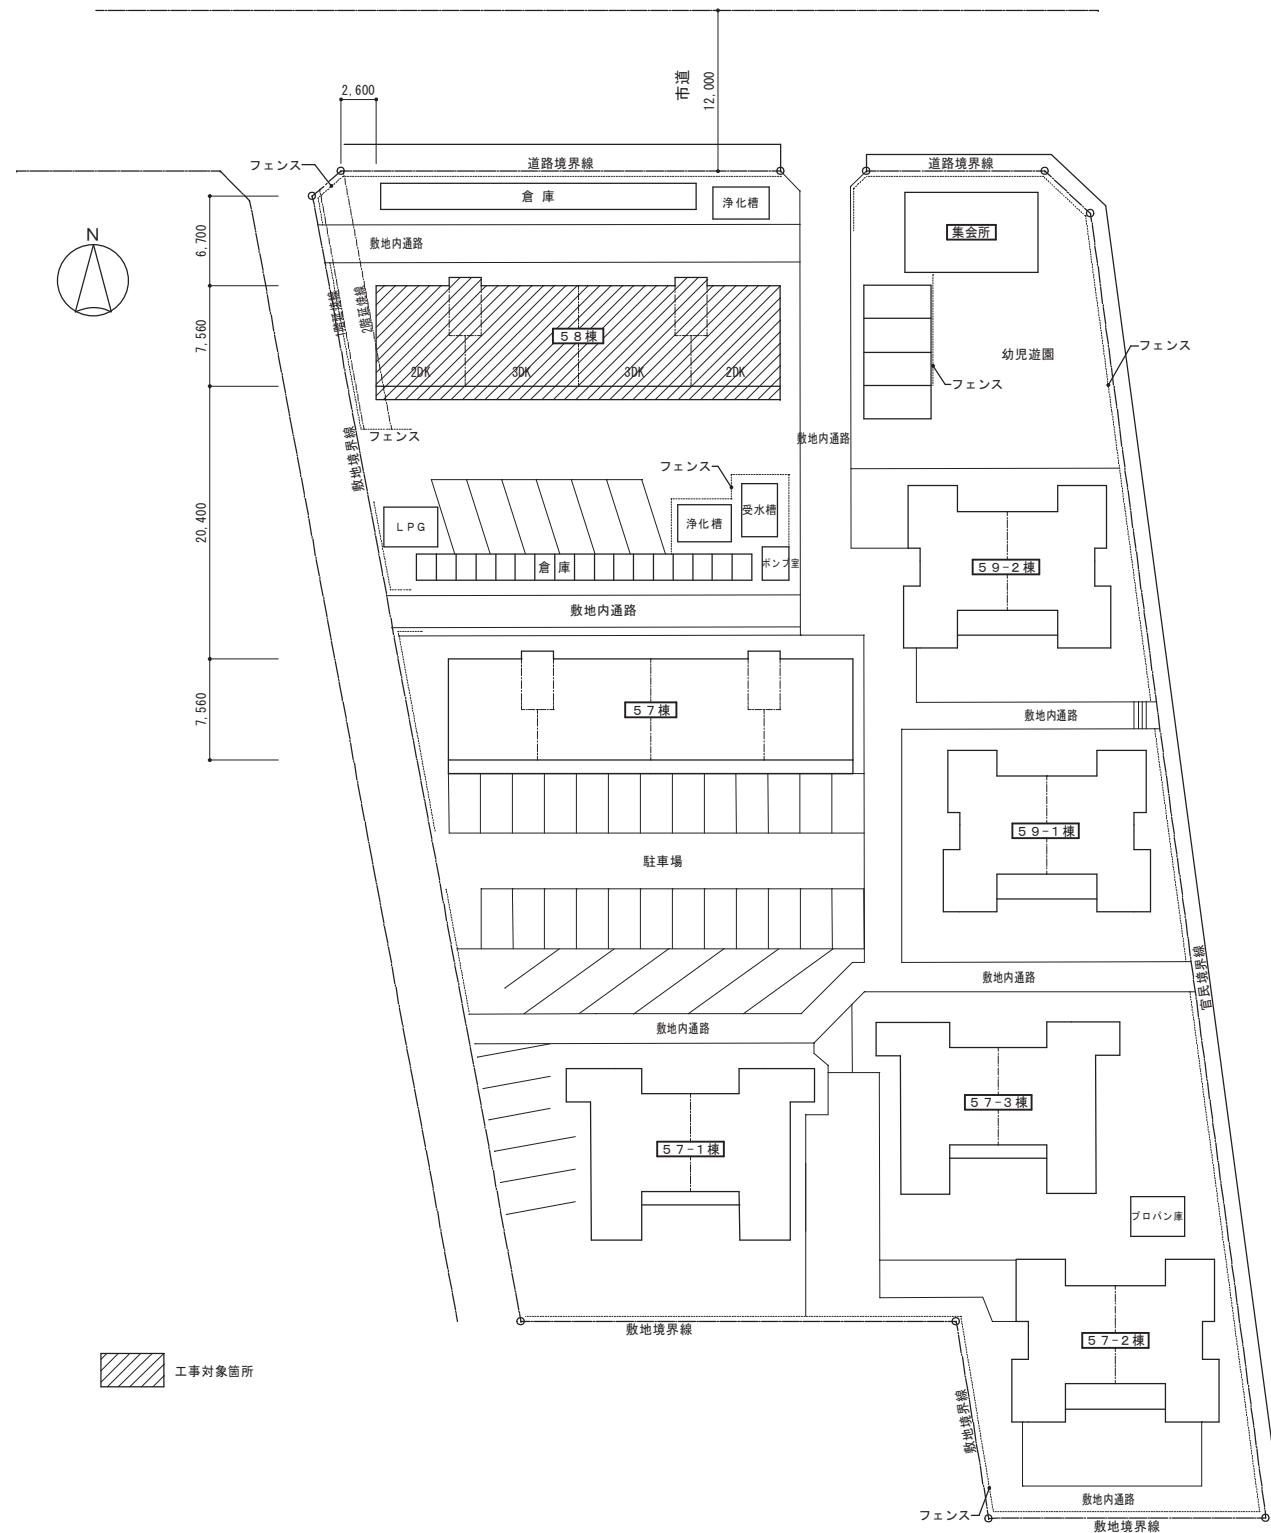 市道
12,000
2,600
フェンス
道路境界線
道路境界線
倉 庫
浄化槽
集会所
N
6,700
敷地内通路
1階延焼線
2階延焼線
7,560
58棟
2DK
3DK
3DK
2DK
幼児遊園
フェンス
フェンス
フェンス
敷地内通路
敷地境界線
フェンス
LPG
浄化槽
受水槽
20,400
倉 庫
ポンプ室
59-2棟
敷地内通路
57棟
7,560
敷地内通路
59-1棟
駐車場
敷地内通路
官民境界線
敷地内通路
57-3棟
57-1棟
プロパン庫
敷地境界線
57-2棟
工事対象箇所
敷地境界線
敷地内通路
フェンス
敷地境界線